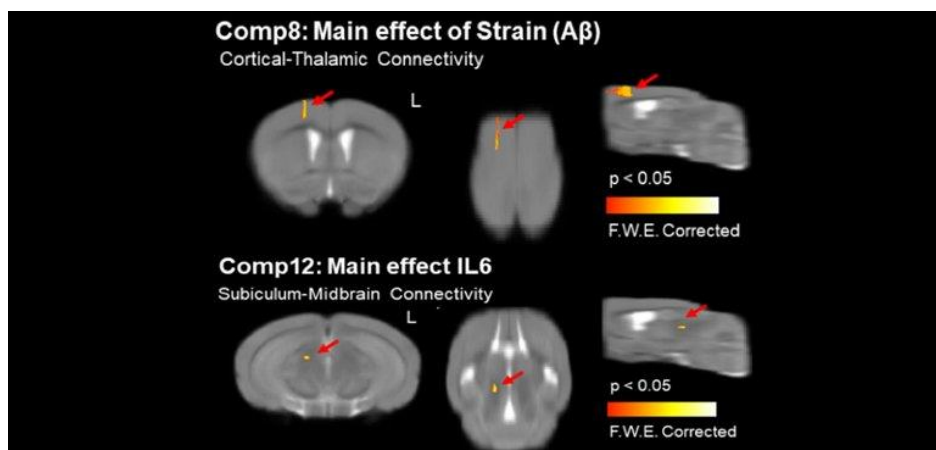 Comp8: Main effect of Strain (Aβ)
Cortical-Thalamic Connectivity
L
p < 0.05
F.W.E. Corrected
Comp12: Main effect IL6
Subiculum-Midbrain Connectivity
L
p < 0.05
F.W.E. Corrected